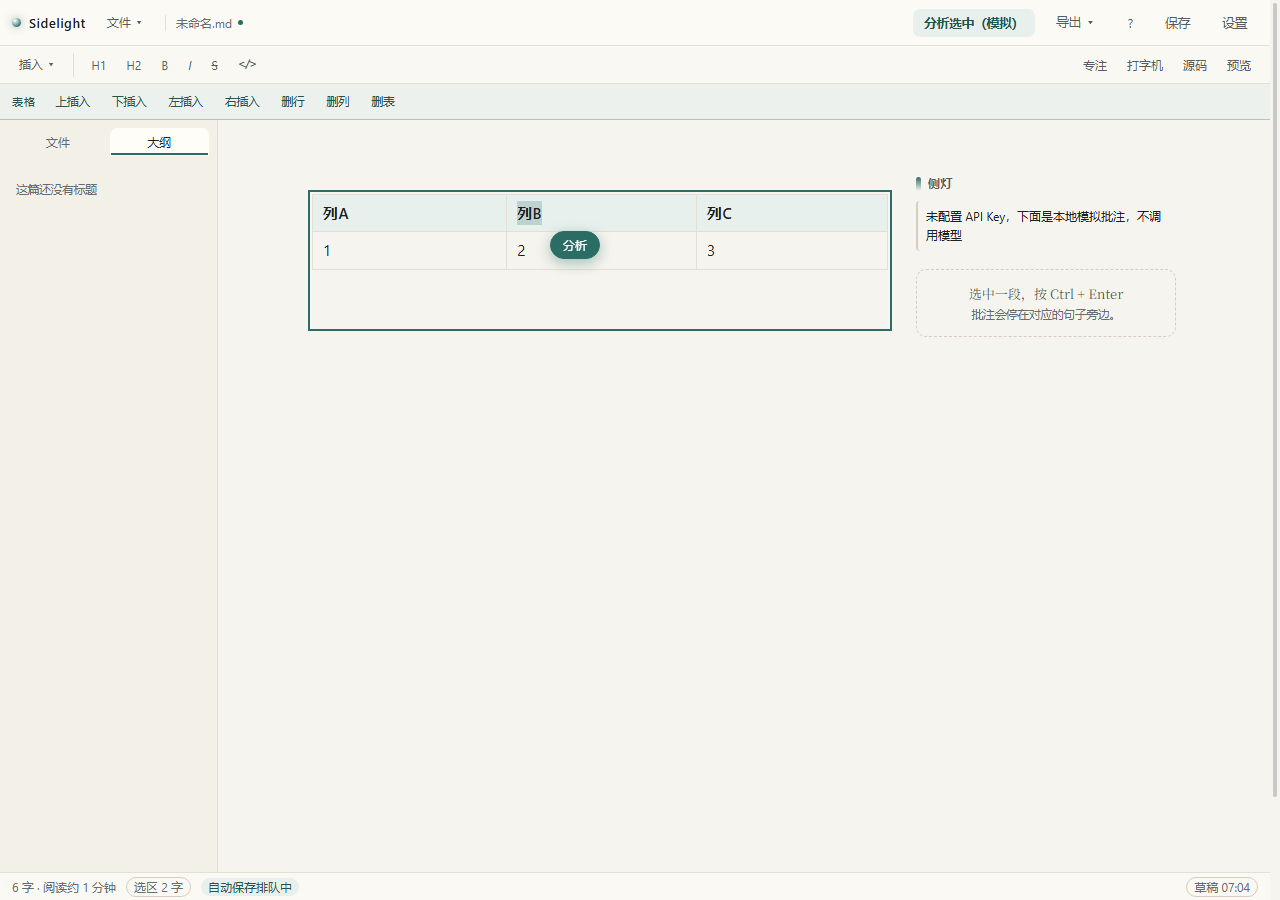 Sidelight 文件 未命名.md 分析选中（模拟） 导出 ? 保存 设置
插入 H1 H2 B I S </> 专注 打字机 源码 预览
表格 上插入 下插入 左插入 右插入 删行 删列 删表
文件 大纲
这篇还没有标题
列A 列B 列C
1 2 3
分析
侧灯
未配置 API Key，下面是本地模拟批注，不调
用模型
选中一段，按 Ctrl + Enter
批注会停在对应的句子旁边。
6 字 · 阅读约 1 分钟 选区 2 字 自动保存排队中 草稿 07:04